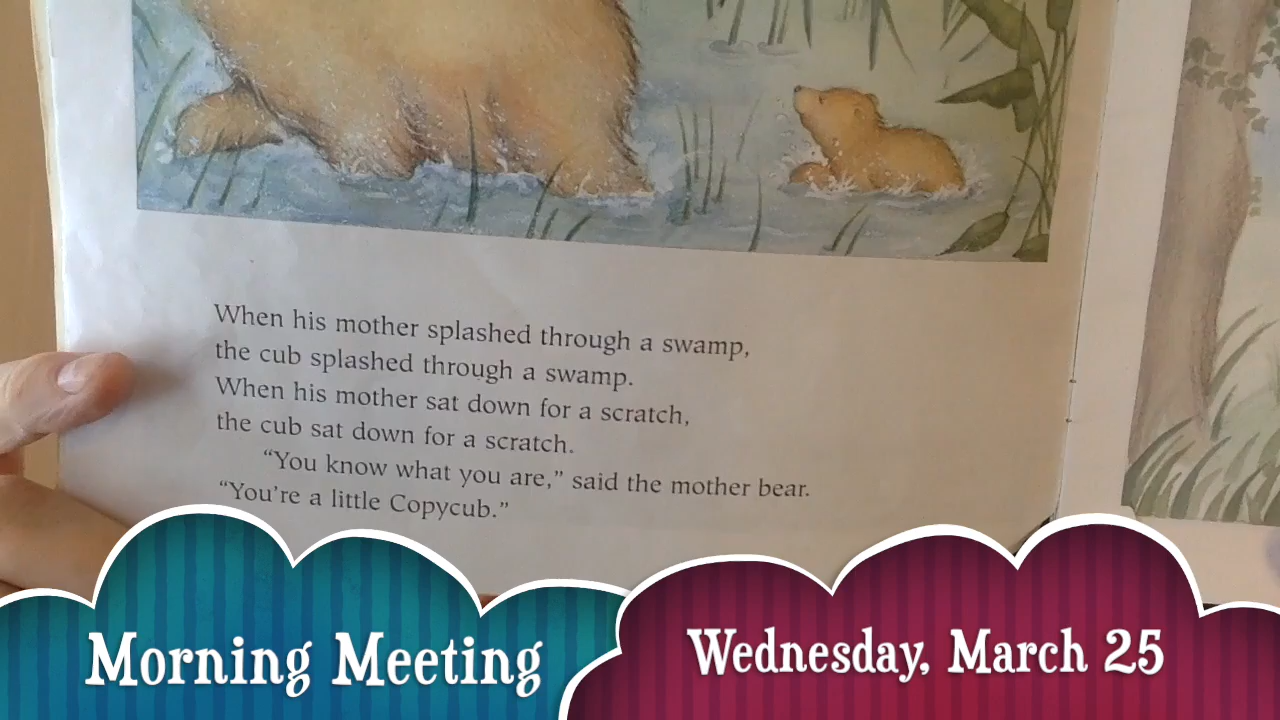 When his mother splashed through a swamp,
the cub splashed through a swamp.
When his mother sat down for a scratch,
the cub sat down for a scratch.
“You know what you are,” said the mother bear.
“You’re a little Copycub.”
Morning Meeting
Wednesday, March 25